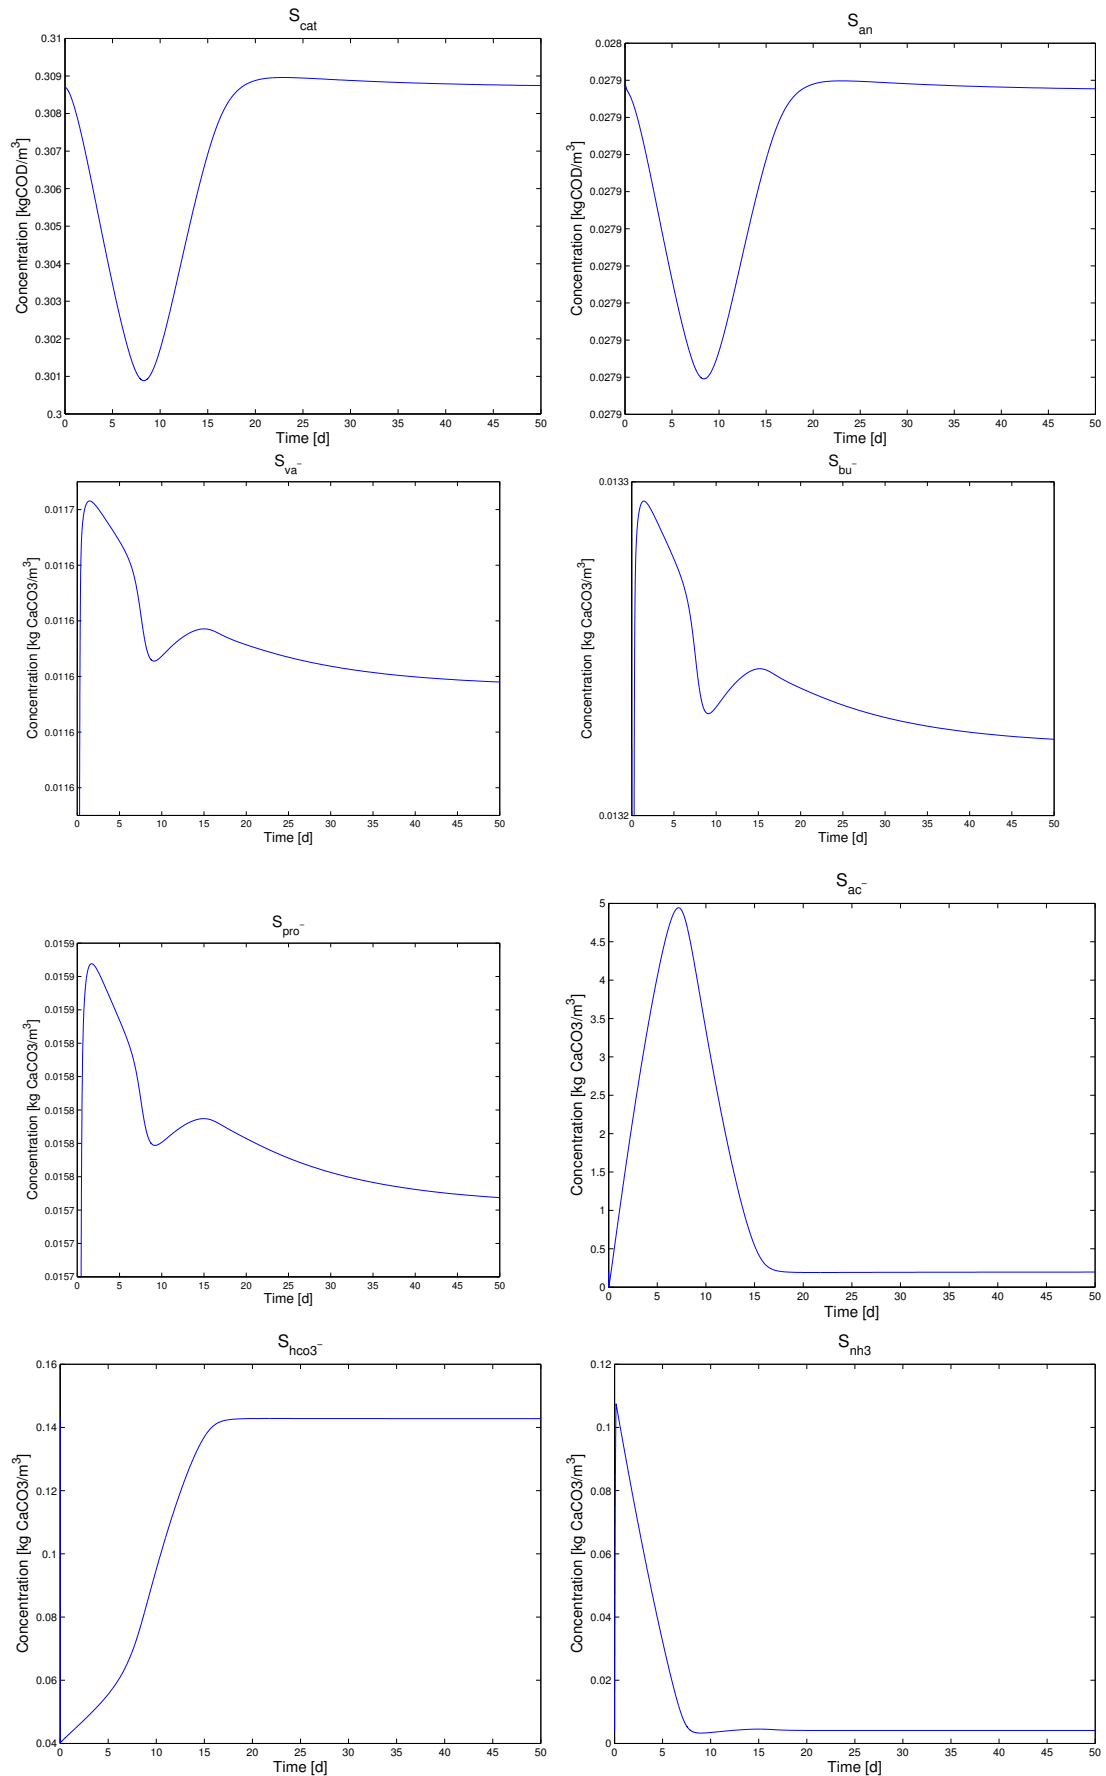 S_cat
Concentration [kgCOD/m³]
0.31
0.309
0.308
0.307
0.306
0.305
0.304
0.303
0.302
0.301
0.3
0 5 10 15 20 25 30 35 40 45 50
Time [d]
S_an
Concentration [kgCOD/m³]
0.028
0.0279
0.0279
0.0279
0.0279
0.0279
0.0279
0.0279
0.0279
0.0279
0.0279
0 5 10 15 20 25 30 35 40 45 50
Time [d]
S_va⁻
Concentration [kg CaCO3/m³]
0.0117
0.0116
0.0116
0.0116
0.0116
0.0116
0 5 10 15 20 25 30 35 40 45 50
Time [d]
S_bu⁻
Concentration [kg CaCO3/m³]
0.0133
0.0132
0 5 10 15 20 25 30 35 40 45 50
Time [d]
S_pro⁻
Concentration [kg CaCO3/m³]
0.0159
0.0159
0.0159
0.0158
0.0158
0.0158
0.0158
0.0158
0.0157
0.0157
0.0157
0 5 10 15 20 25 30 35 40 45 50
Time [d]
S_ac⁻
Concentration [kg CaCO3/m³]
5
4.5
4
3.5
3
2.5
2
1.5
1
0.5
0
0 5 10 15 20 25 30 35 40 45 50
Time [d]
S_hco3⁻
Concentration [kg CaCO3/m³]
0.16
0.14
0.12
0.1
0.08
0.06
0.04
0 5 10 15 20 25 30 35 40 45 50
Time [d]
S_nh3
Concentration [kg CaCO3/m³]
0.12
0.1
0.08
0.06
0.04
0.02
0
0 5 10 15 20 25 30 35 40 45 50
Time [d]